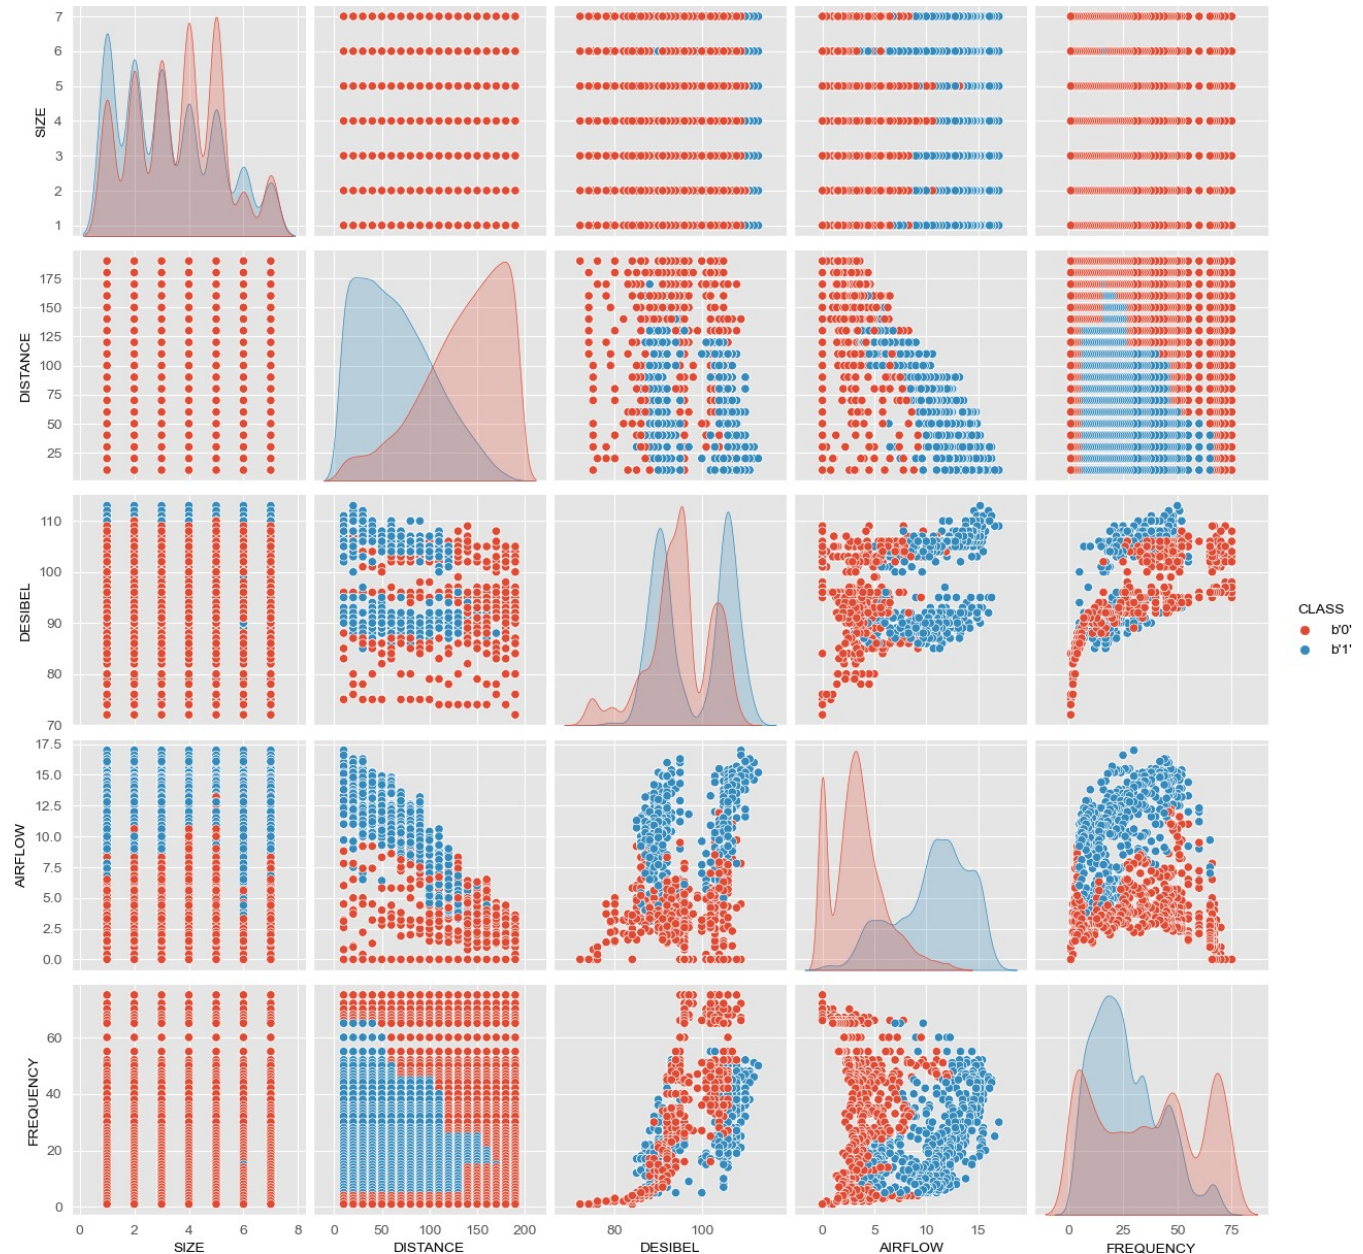 7
6
5
4
3
2
1
SIZE
175
150
125
100
75
50
25
DISTANCE
110
100
90
80
70
DESIBEL
CLASS
b'0'
b'1'
17.5
15.0
12.5
10.0
7.5
5.0
2.5
0.0
AIRFLOW
60
40
20
0
FREQUENCY
0 2 4 6 8
0 50 100 150 200
80 100
0 5 10 15
0 25 50 75
SIZE DISTANCE DESIBEL AIRFLOW FREQUENCY